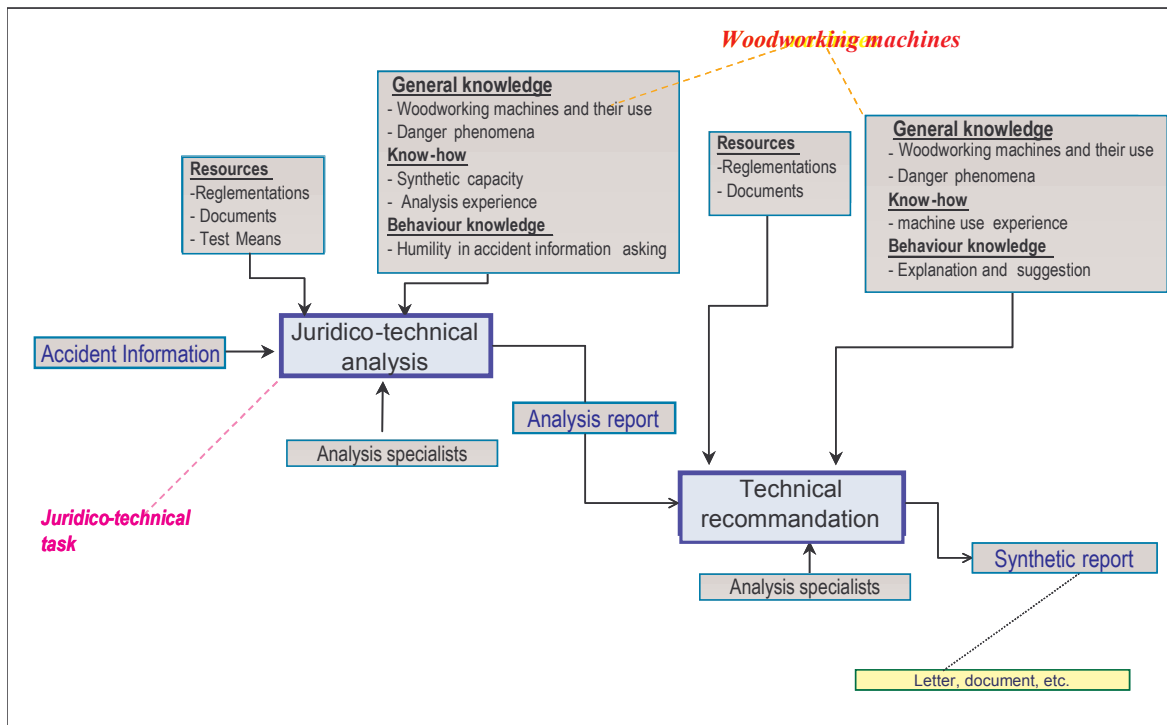 Woodworking machines
General knowledge
- Woodworking machines and their use
- Danger phenomena
Know-how
- Synthetic capacity
- Analysis experience
Behaviour knowledge
- Humility in accident information asking
Resources
-Reglementations
- Documents
- Test Means
Resources
-Reglementations
- Documents
General knowledge
- Woodworking machines and their use
- Danger phenomena
Know-how
- machine use experience
Behaviour knowledge
- Explanation and suggestion
Accident Information
Juridico-technical
analysis
Analysis report
Analysis specialists
Juridico-technical
task
Technical
recommandation
Analysis specialists
Synthetic report
Letter, document, etc.